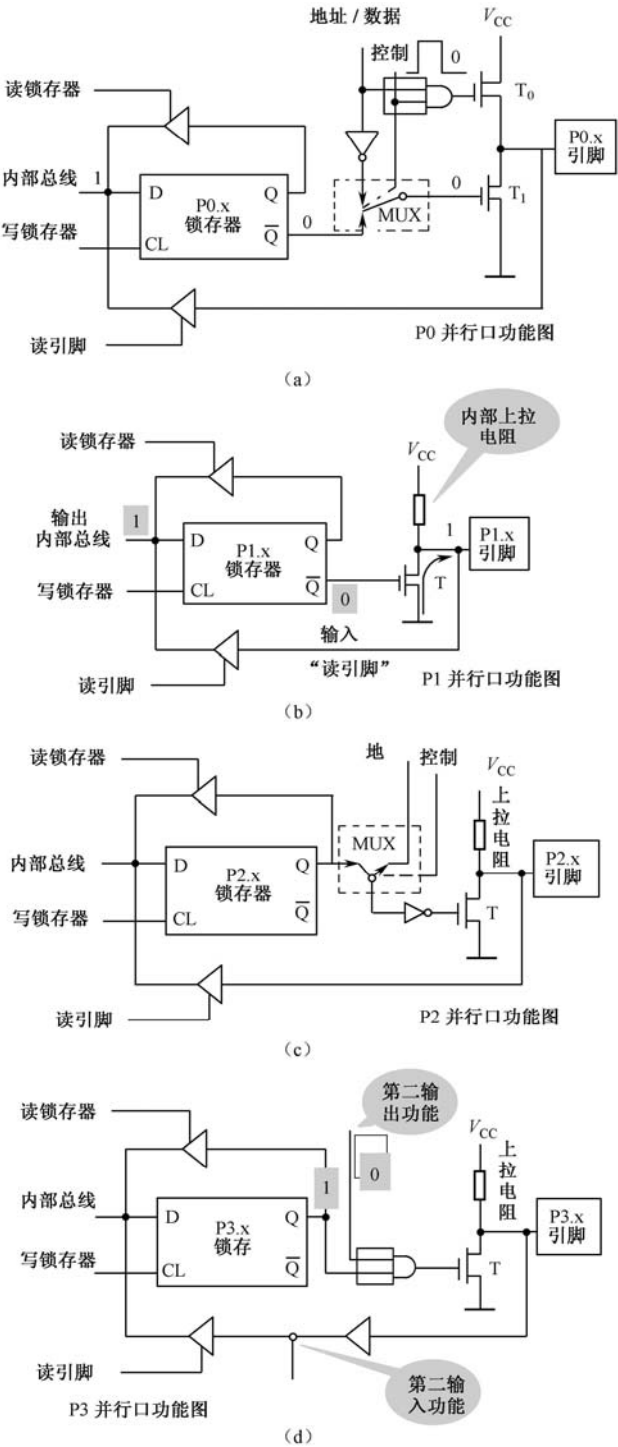 地址 / 数据
控制
0
VCC
读锁存器
T0
P0.x
引脚
内部总线
1
D
Q
P0.x
锁存器
0
0
T1
MUX
写锁存器
CL
Q
读引脚
P0 并行口功能图
(a)
内部上拉
电阻
读锁存器
VCC
输出
1
内部总线
D
Q
P1.x
锁存器
1
P1.x
引脚
写锁存器
CL
Q
0
T
输入
“读引脚”
读引脚
P1 并行口功能图
(b)
地
控制
读锁存器
VCC
上
拉
电
阻
MUX
内部总线
D
Q
P2.x
锁存器
P2.x
引脚
写锁存器
CL
Q
T
读引脚
P2 并行口功能图
(c)
第二输
出功能
读锁存器
VCC
上
拉
电
阻
1
0
内部总线
D
Q
P3.x
锁存
P3.x
引脚
写锁存器
CL
Q
T
读引脚
第二输
入功能
P3 并行口功能图
(d)